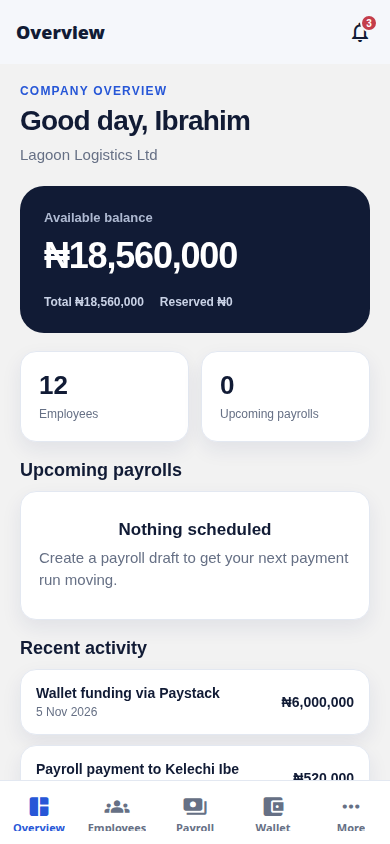 Overview
3
COMPANY OVERVIEW
Good day, Ibrahim
Lagoon Logistics Ltd
Available balance
₦18,560,000
Total ₦18,560,000 Reserved ₦0
12
Employees
0
Upcoming payrolls
Upcoming payrolls
Nothing scheduled
Create a payroll draft to get your next payment
run moving.
Recent activity
Wallet funding via Paystack
5 Nov 2026
₦6,000,000
Payroll payment to Kelechi Ibe
₦520,000
Overview Employees Payroll Wallet More